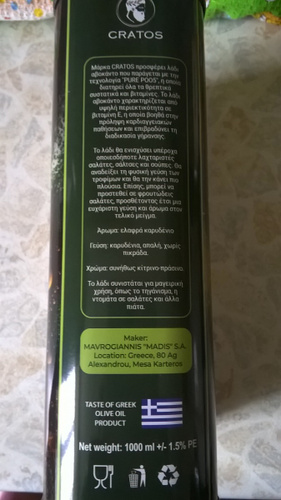 CRATOS
Μάρκα CRATOS προσφέρει λάδι
αβοκάντο που παράγεται με την
τεχνολογία "PURE POOS", η οποία
διατηρεί όλα τα θρεπτικά
συστατικά και βιταμίνες. Το λάδι
αβοκάντο χαρακτηρίζεται από
υψηλή περιεκτικότητα σε
βιταμίνη Ε, η οποία βοηθά στην
πρόληψη καρδιαγγειακών
παθήσεων και επιβραδύνει τη
διαδικασία γήρανσης.
Το λάδι θα ενισχύσει υπέροχα
οποιεσδήποτε λαχταριστές
σαλάτες, σάλτσες και σούπες. Θα
αναδείξει τη φυσική γεύση των
τροφίμων και θα την κάνει πιο
πλούσια. Επίσης, μπορεί να
προστεθεί σε φρουτώδεις
σαλάτες, προσθέτοντας έτσι μια
ευχάριστη γεύση και άρωμα στην
τελικό μείγμα.
Άρωμα: ελαφρύ καρυδένιο
Γεύση: καρυδένια, απαλή, χωρίς
πικράδα.
Χρώμα: συνήθως κίτρινο πράσινο.
Το λάδι συνιστάται για μαγειρική
χρήση, όπως το τηγάνισμα, η
ντομάτα σε σαλάτες και άλλα
πιάτα.
Maker:
MAVROGIANNIS "MADIS" S.A.
Location: Greece, 80 Ag
Alexandrou, Mesa Karteros
TASTE OF GREEK
OLIVE OIL
PRODUCT
Net weight: 1000 ml +/- 1.5% PE